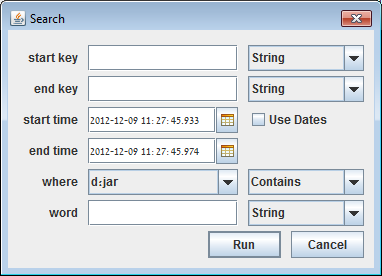 Search
start key String
end key String
start time 2012-12-09 11:27:45.933 Use Dates
end time 2012-12-09 11:27:45.974
where d:jar Contains
word String
Run Cancel